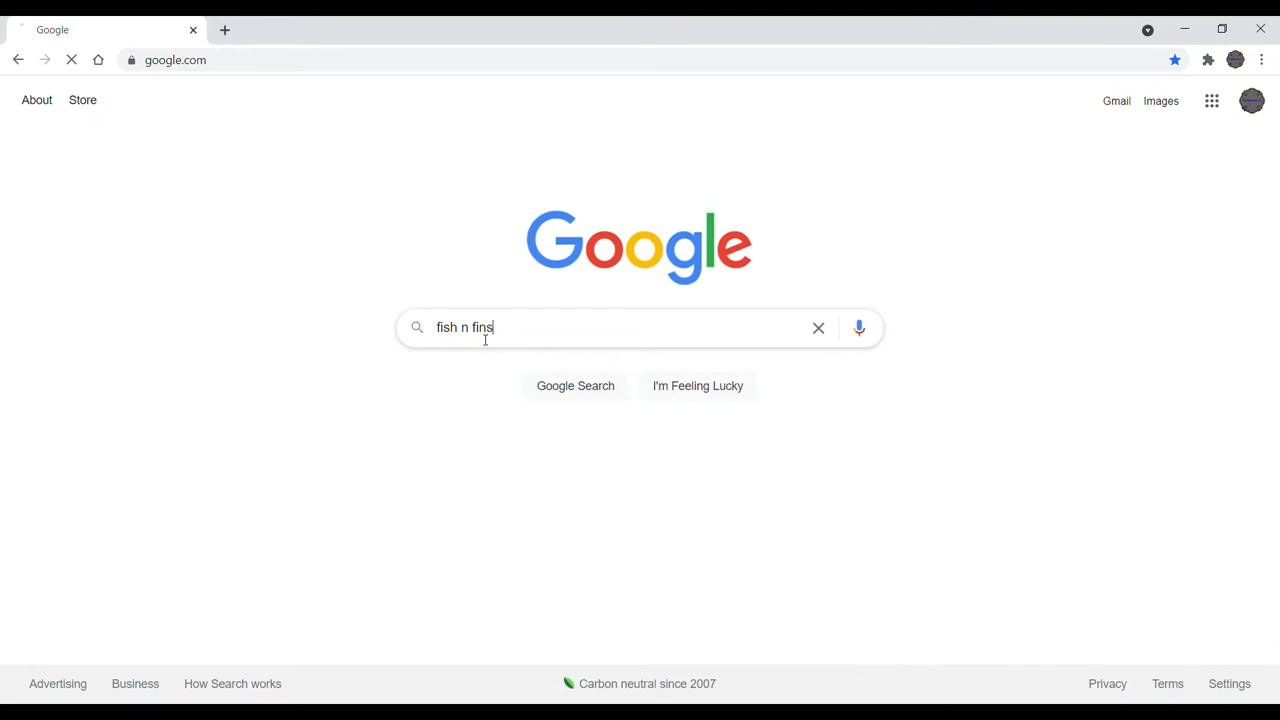 Google
google.com
About Store
Gmail Images
Google
fish n fins
Google Search I'm Feeling Lucky
Advertising Business How Search works
Carbon neutral since 2007
Privacy Terms Settings